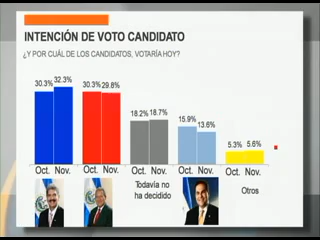 INTENCIÓN DE VOTO CANDIDATO
¿Y POR CUÁL DE LOS CANDIDATOS, VOTARÍA HOY?
30.3% 32.3% 30.3% 29.8% 18.2% 18.7% 15.9% 13.6% 5.3% 5.6%
Oct. Nov. Oct. Nov. Oct. Nov. Oct. Nov. Oct. Nov.
Todavía no
ha decidido
Otros